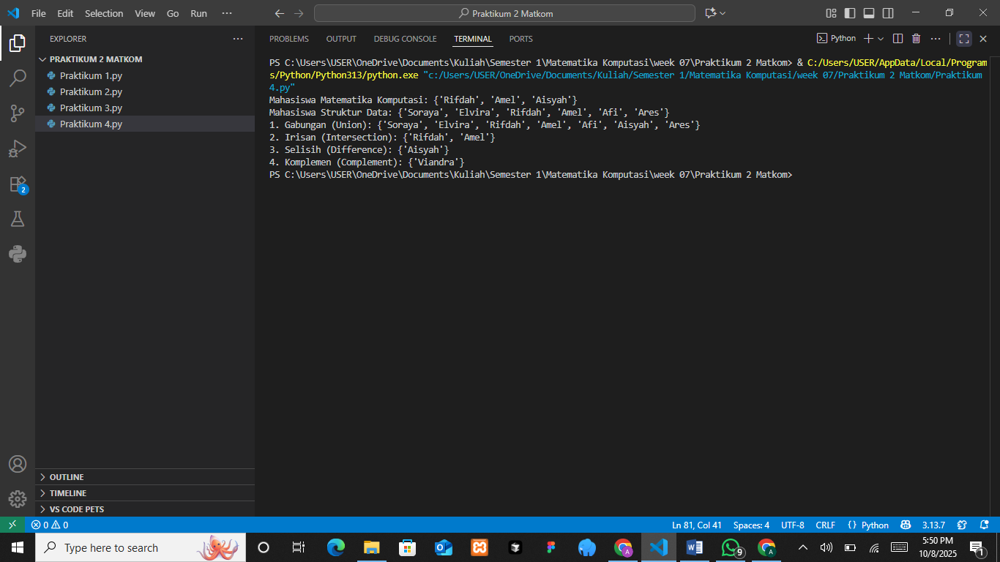 File Edit Selection View Go Run ··· Praktikum 2 Matkom
EXPLORER
PRAKTIKUM 2 MATKOM
Praktikum 1.py
Praktikum 2.py
Praktikum 3.py
Praktikum 4.py
2
OUTLINE
TIMELINE
VS CODE PETS
PROBLEMS OUTPUT DEBUG CONSOLE TERMINAL PORTS Python
PS C:\Users\USER\OneDrive\Documents\Kuliah\Semester 1\Matematika Komputasi\week 07\Praktikum 2 Matkom> & C:/Users/USER/AppData/Local/Program
s/Python/Python313/python.exe "c:/Users/USER/OneDrive/Documents/Kuliah/Semester 1/Matematika Komputasi/week 07/Praktikum 2 Matkom/Praktikum
4.py"
Mahasiswa Matematika Komputasi: {'Rifdah', 'Amel', 'Aisyah'}
Mahasiswa Struktur Data: {'Soraya', 'Elvira', 'Rifdah', 'Amel', 'Afi', 'Ares'}
1. Gabungan (Union): {'Soraya', 'Elvira', 'Rifdah', 'Amel', 'Afi', 'Aisyah', 'Ares'}
2. Irisan (Intersection): {'Rifdah', 'Amel'}
3. Selisih (Difference): {'Aisyah'}
4. Komplemen (Complement): {'Viandra'}
PS C:\Users\USER\OneDrive\Documents\Kuliah\Semester 1\Matematika Komputasi\week 07\Praktikum 2 Matkom>
0 0 Ln 81, Col 41 Spaces: 4 UTF-8 CRLF {} Python 3.13.7
Type here to search 9 5:50 PM
10/8/2025 1